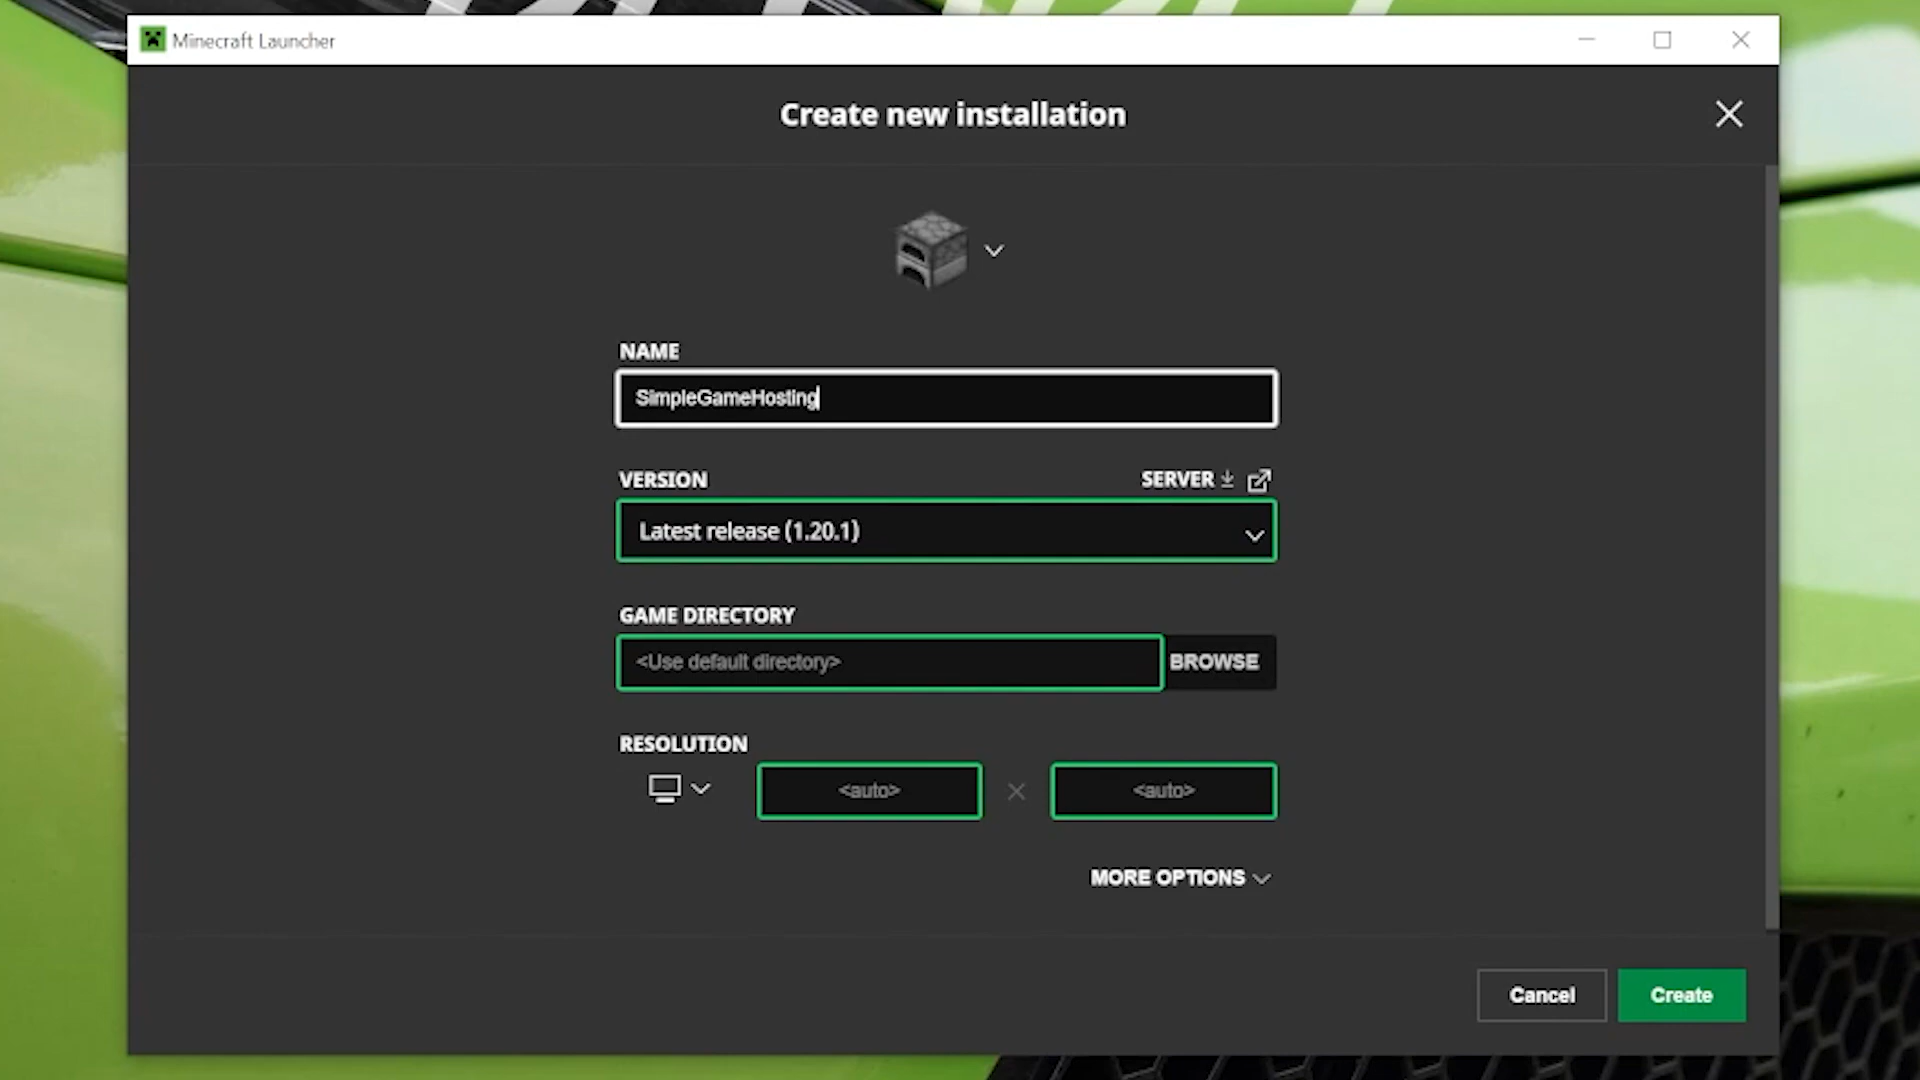 Minecraft Launcher
Create new installation
NAME
SimpleGameHosting
VERSION
SERVER
Latest release (1.20.1)
GAME DIRECTORY
<Use default directory>
BROWSE
RESOLUTION
<auto>
<auto>
MORE OPTIONS
Cancel
Create